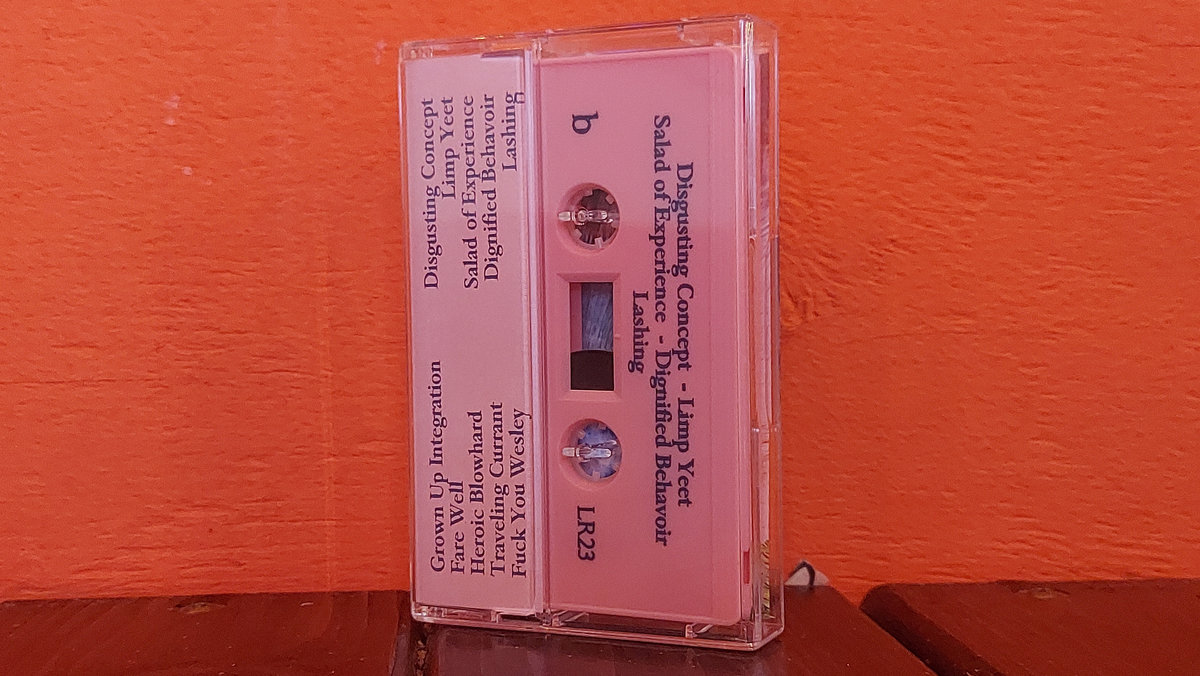 Grown Up Integration
Fare Well
Heroic Blowhard
Traveling Currant
Fuck You Wesley
Disgusting Concept
Limp Yeet
Salad of Experience
Dignified Behavoir
Lashing
b
Disgusting Concept - Limp Yeet
Salad of Experience - Dignified Behavoir
Lashing
LR23